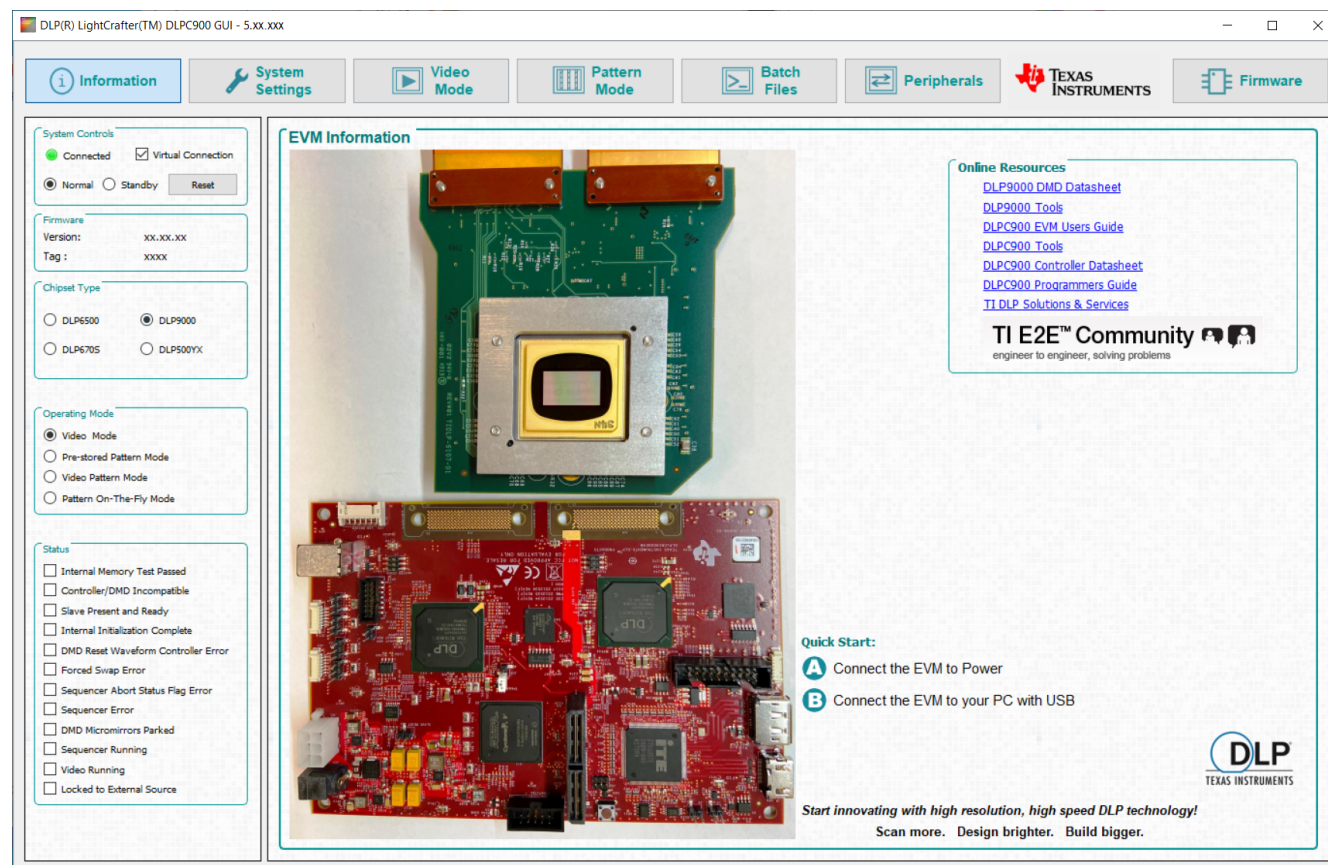 DLP(R) LightCrafter(TM) DLPC900 GUI - 5.xx.xxx
Information
System
Settings
Video
Mode
Pattern
Mode
Batch
Files
Peripherals
TEXAS
INSTRUMENTS
Firmware
System Controls
Connected
Virtual Connection
Normal
Standby
Reset
Firmware
Version: xx.xx.xx
Tag : xxxx
Chipset Type
DLP6500
DLP9000
DLP670S
DLP500YX
Operating Mode
Video Mode
Pre-stored Pattern Mode
Video Pattern Mode
Pattern On-The-Fly Mode
Status
Internal Memory Test Passed
Controller/DMD Incompatible
Slave Present and Ready
Internal Initialization Complete
DMD Reset Waveform Controller Error
Forced Swap Error
Sequencer Abort Status Flag Error
Sequencer Error
DMD Micromirrors Parked
Sequencer Running
Video Running
Locked to External Source
EVM Information
DLP
Online Resources
DLP9000 DMD Datasheet
DLP9000 Tools
DLPC900 EVM Users Guide
DLPC900 Tools
DLPC900 Controller Datasheet
DLPC900 Programmers Guide
TI DLP Solutions & Services
TI E2E™ Community
engineer to engineer, solving problems
Quick Start:
A Connect the EVM to Power
B Connect the EVM to your PC with USB
DLP
TEXAS INSTRUMENTS
Start innovating with high resolution, high speed DLP technology!
Scan more. Design brighter. Build bigger.